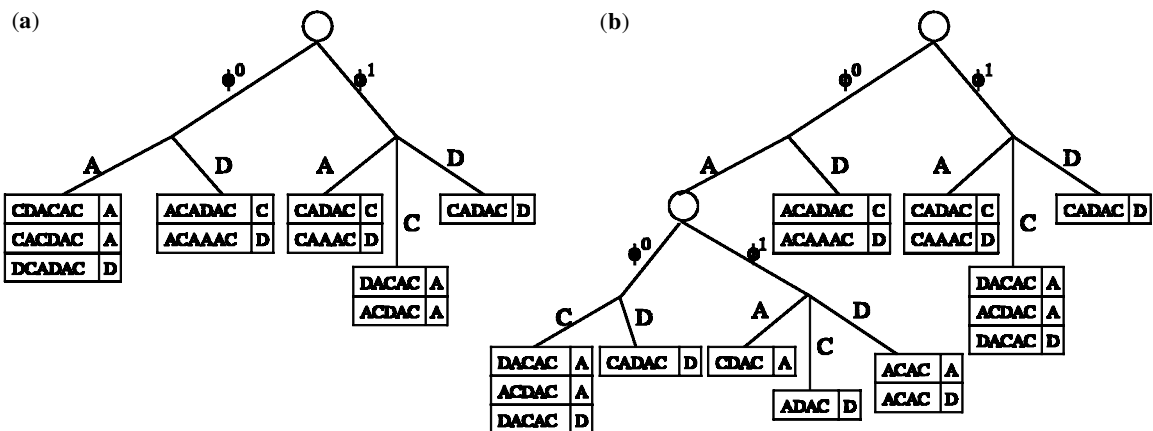 (a)
(b)
ϕ0 ϕ1
ϕ0 ϕ1
A D A C D
A D A C D
CDACAC A
CACDAC A
DCADAC D
ACADAC C
ACAAAC D
CADAC C
CAAAC D
DACAC A
ACDAC A
CADAC D
ACADAC C
ACAAAC D
CADAC C
CAAAC D
DACAC A
ACDAC A
DACAC D
CADAC D
ϕ0 ϕ1
C D A C D
DACAC A
ACDAC A
DACAC D
CADAC D
CDAC A
ADAC D
ACAC A
ACAC D